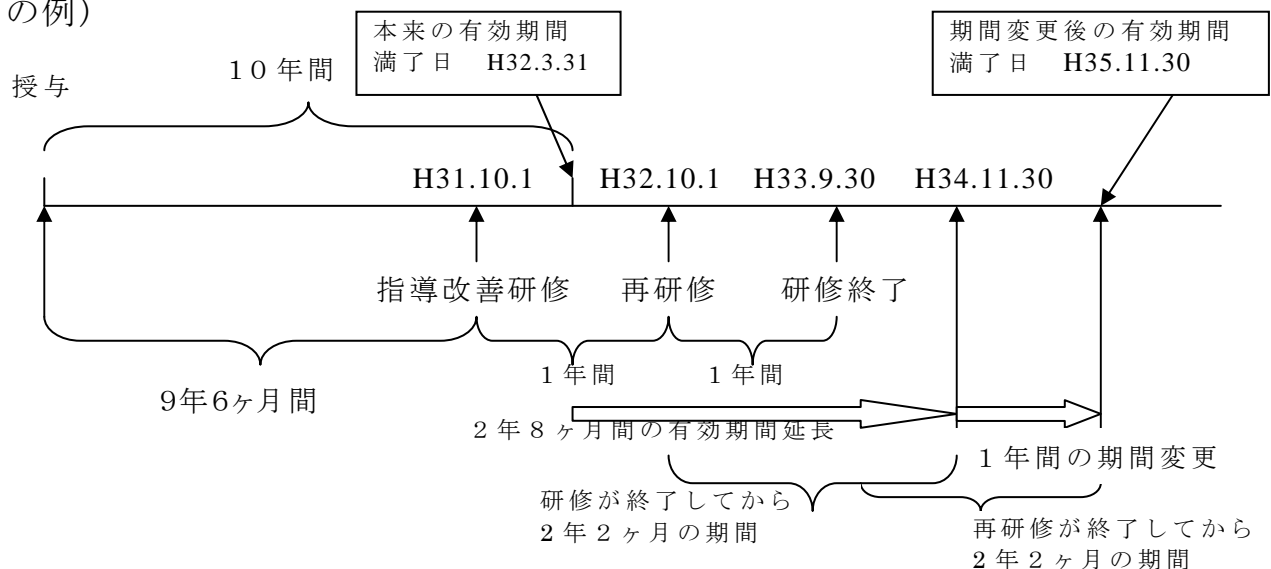 の例）
本来の有効期間
満了日 H32.3.31
期間変更後の有効期間
満了日 H35.11.30
授与
１０年間
H31.10.1
H32.10.1
H33.9.30
H34.11.30
指導改善研修
再研修
研修終了
9年6ヶ月間
１年間
１年間
２年８ヶ月間の有効期間延長
１年間の期間変更
研修が終了してから
2年２ヶ月の期間
再研修が終了してから
2年２ヶ月の期間